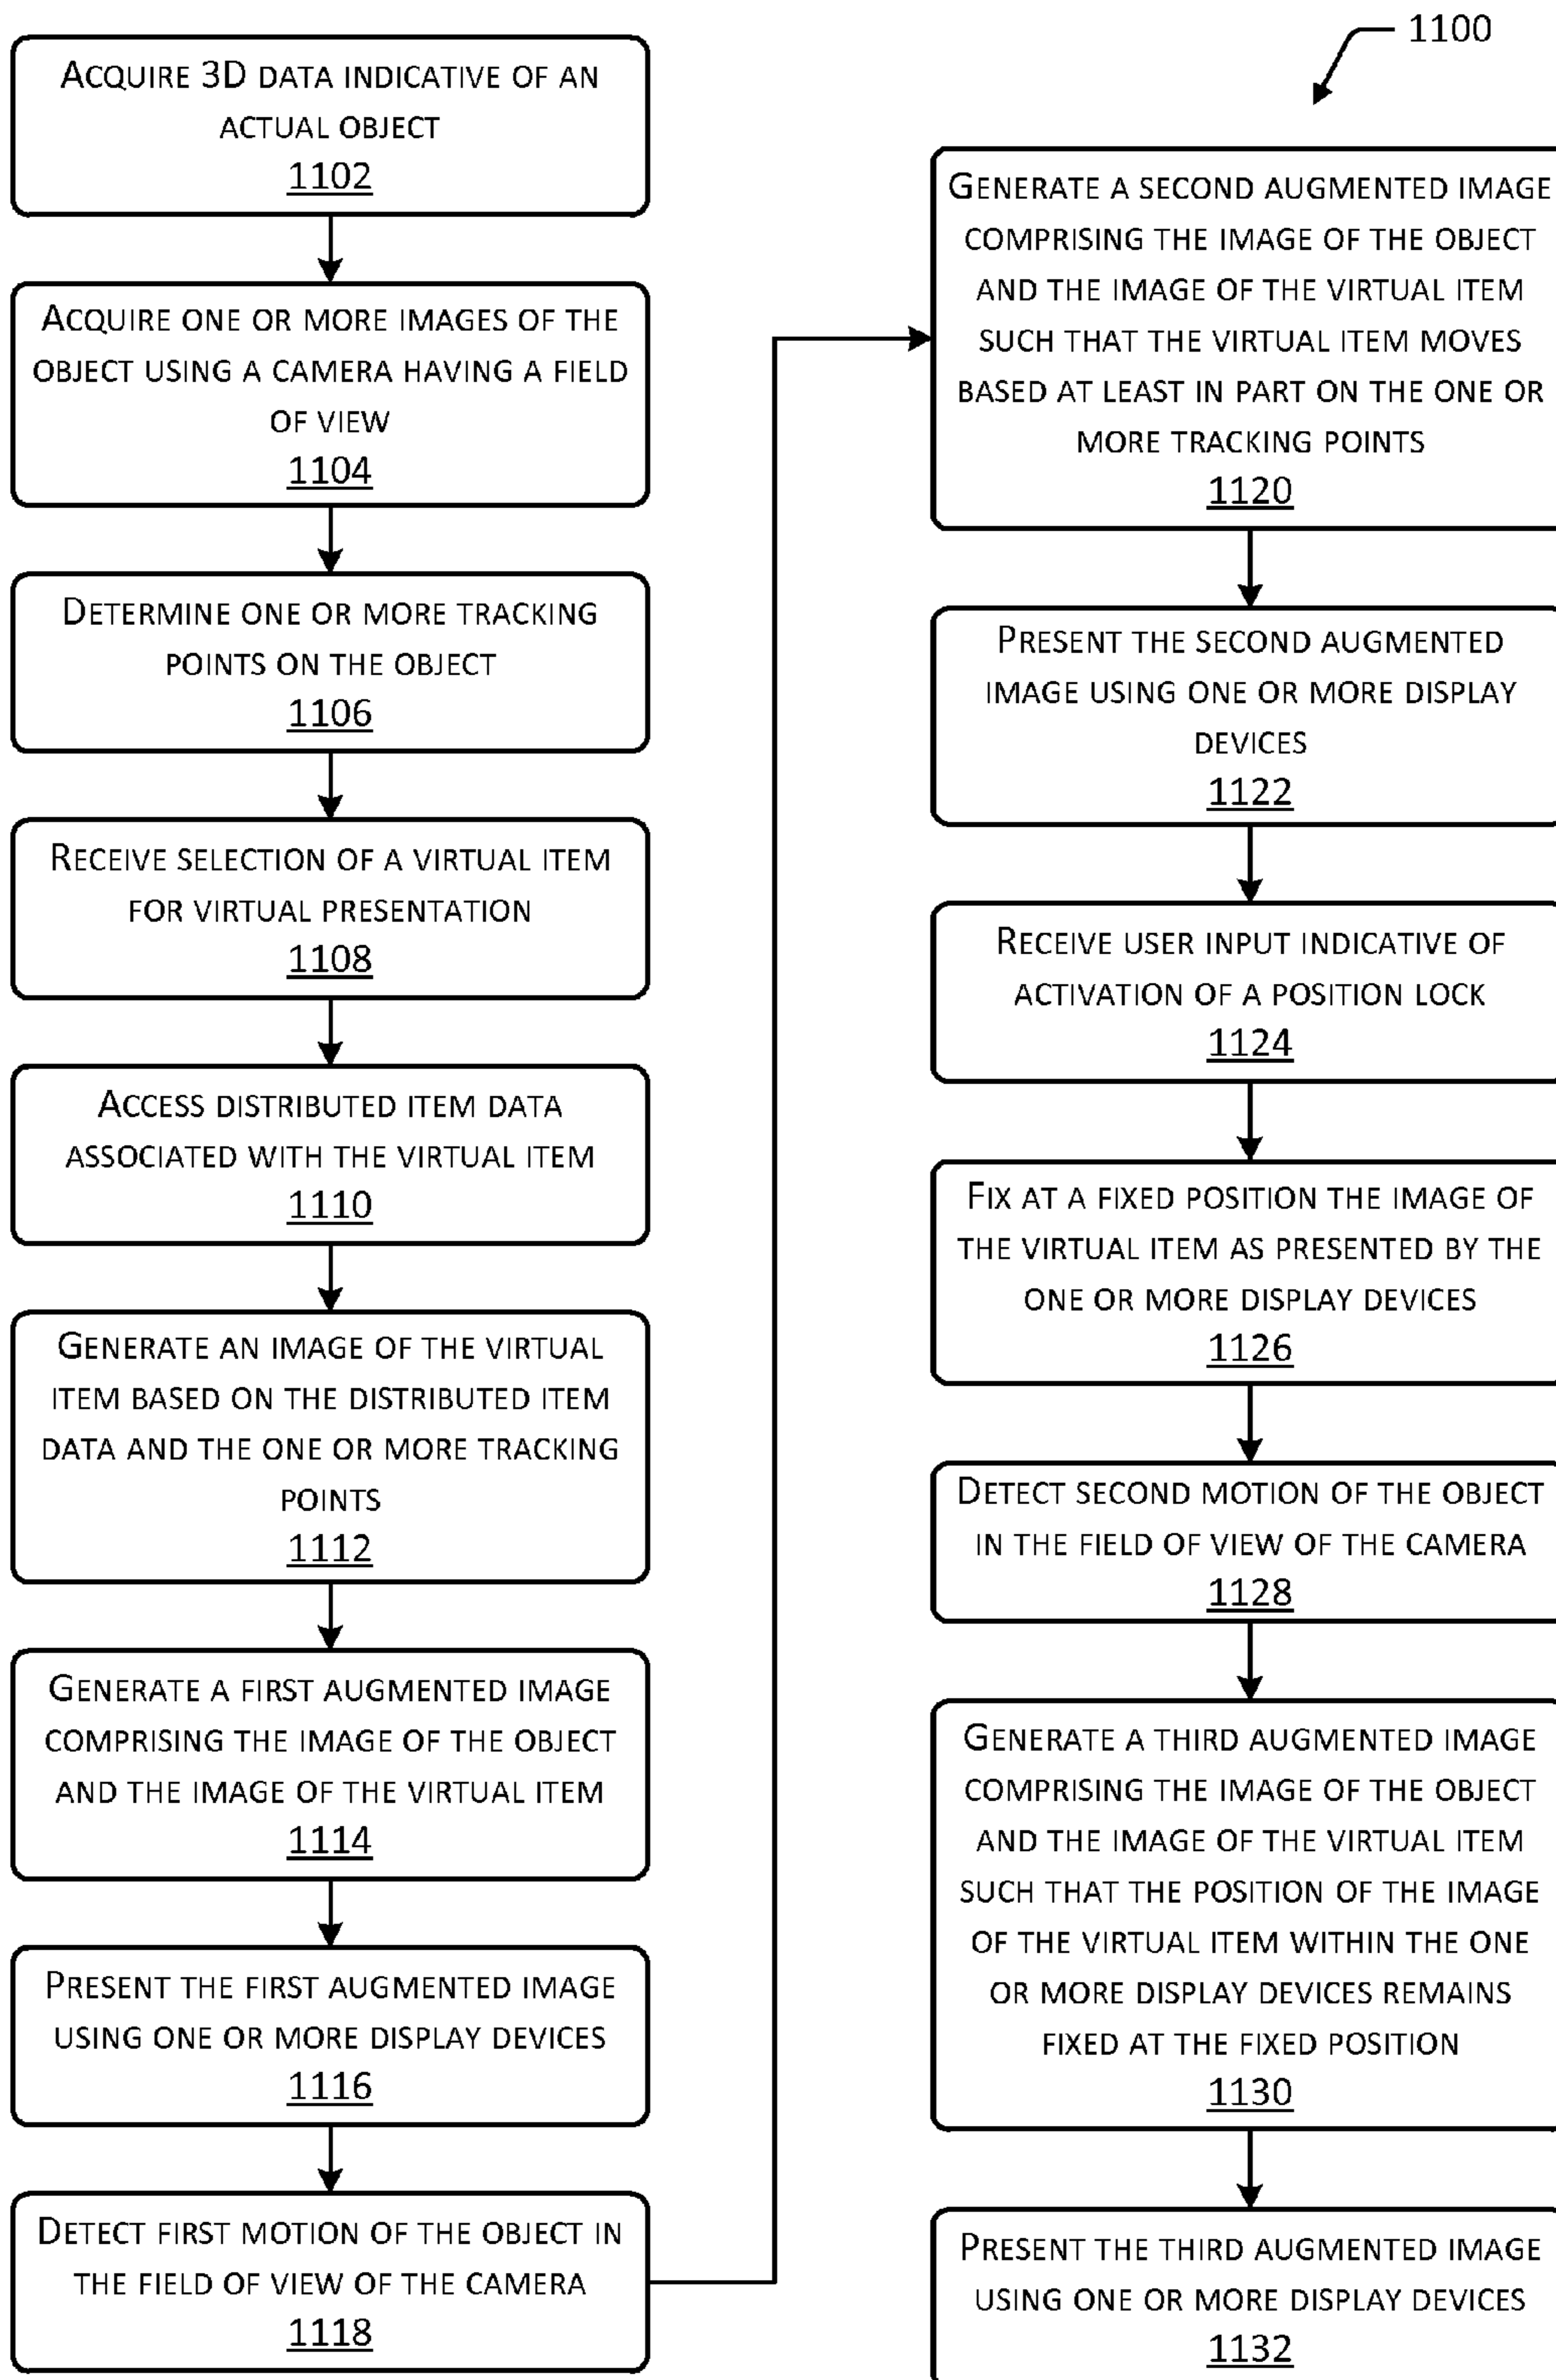 1100
ACQUIRE 3D DATA INDICATIVE OF AN
ACTUAL OBJECT
1102
ACQUIRE ONE OR MORE IMAGES OF THE
OBJECT USING A CAMERA HAVING A FIELD
OF VIEW
1104
DETERMINE ONE OR MORE TRACKING
POINTS ON THE OBJECT
1106
RECEIVE SELECTION OF A VIRTUAL ITEM
FOR VIRTUAL PRESENTATION
1108
ACCESS DISTRIBUTED ITEM DATA
ASSOCIATED WITH THE VIRTUAL ITEM
1110
GENERATE AN IMAGE OF THE VIRTUAL
ITEM BASED ON THE DISTRIBUTED ITEM
DATA AND THE ONE OR MORE TRACKING
POINTS
1112
GENERATE A FIRST AUGMENTED IMAGE
COMPRISING THE IMAGE OF THE OBJECT
AND THE IMAGE OF THE VIRTUAL ITEM
1114
PRESENT THE FIRST AUGMENTED IMAGE
USING ONE OR MORE DISPLAY DEVICES
1116
DETECT FIRST MOTION OF THE OBJECT IN
THE FIELD OF VIEW OF THE CAMERA
1118
GENERATE A SECOND AUGMENTED IMAGE
COMPRISING THE IMAGE OF THE OBJECT
AND THE IMAGE OF THE VIRTUAL ITEM
SUCH THAT THE VIRTUAL ITEM MOVES
BASED AT LEAST IN PART ON THE ONE OR
MORE TRACKING POINTS
1120
PRESENT THE SECOND AUGMENTED
IMAGE USING ONE OR MORE DISPLAY
DEVICES
1122
RECEIVE USER INPUT INDICATIVE OF
ACTIVATION OF A POSITION LOCK
1124
FIX AT A FIXED POSITION THE IMAGE OF
THE VIRTUAL ITEM AS PRESENTED BY THE
ONE OR MORE DISPLAY DEVICES
1126
DETECT SECOND MOTION OF THE OBJECT
IN THE FIELD OF VIEW OF THE CAMERA
1128
GENERATE A THIRD AUGMENTED IMAGE
COMPRISING THE IMAGE OF THE OBJECT
AND THE IMAGE OF THE VIRTUAL ITEM
SUCH THAT THE POSITION OF THE IMAGE
OF THE VIRTUAL ITEM WITHIN THE ONE
OR MORE DISPLAY DEVICES REMAINS
FIXED AT THE FIXED POSITION
1130
PRESENT THE THIRD AUGMENTED IMAGE
USING ONE OR MORE DISPLAY DEVICES
1132